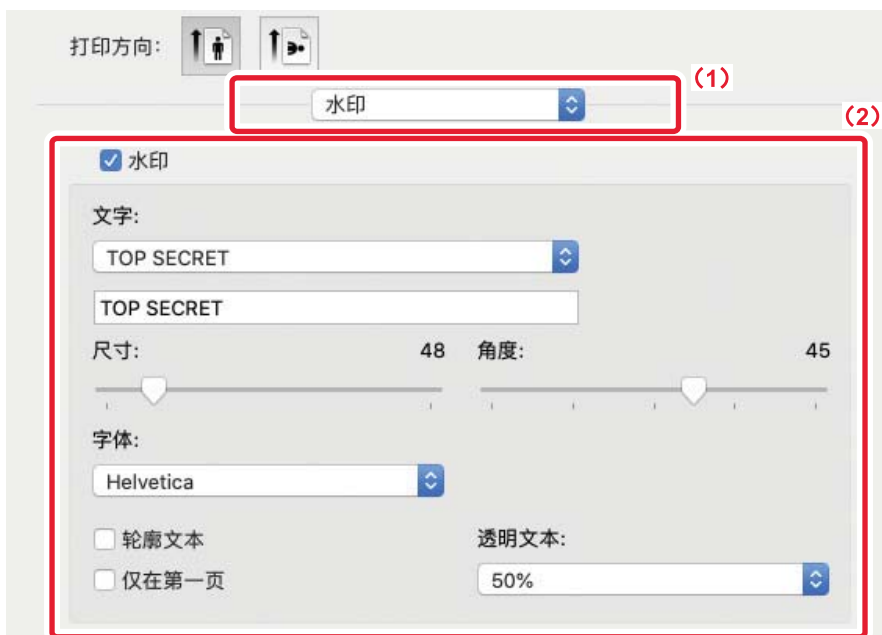 打印方向:
(1)
水印
(2)
水印
文字:
TOP SECRET
TOP SECRET
尺寸: 48 角度: 45
字体:
Helvetica
轮廓文本 透明文本:
仅在第一页 50%